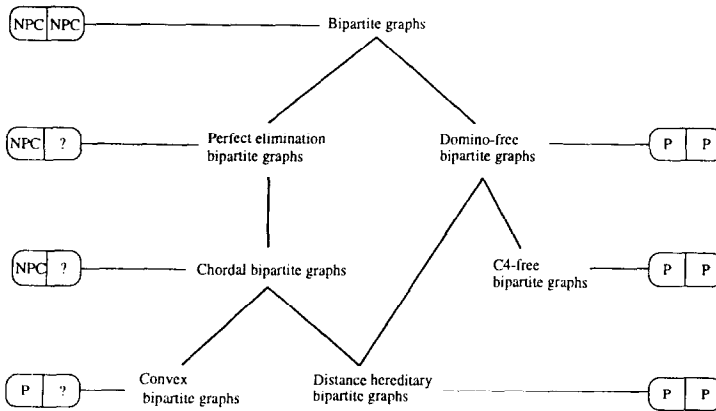 NPC NPC Bipartite graphs
NPC ? Perfect elimination Domino-free P P
bipartite graphs bipartite graphs
NPC ? Chordal bipartite graphs C4-free P P
bipartite graphs
P ? Convex Distance hereditary P P
bipartite graphs bipartite graphs